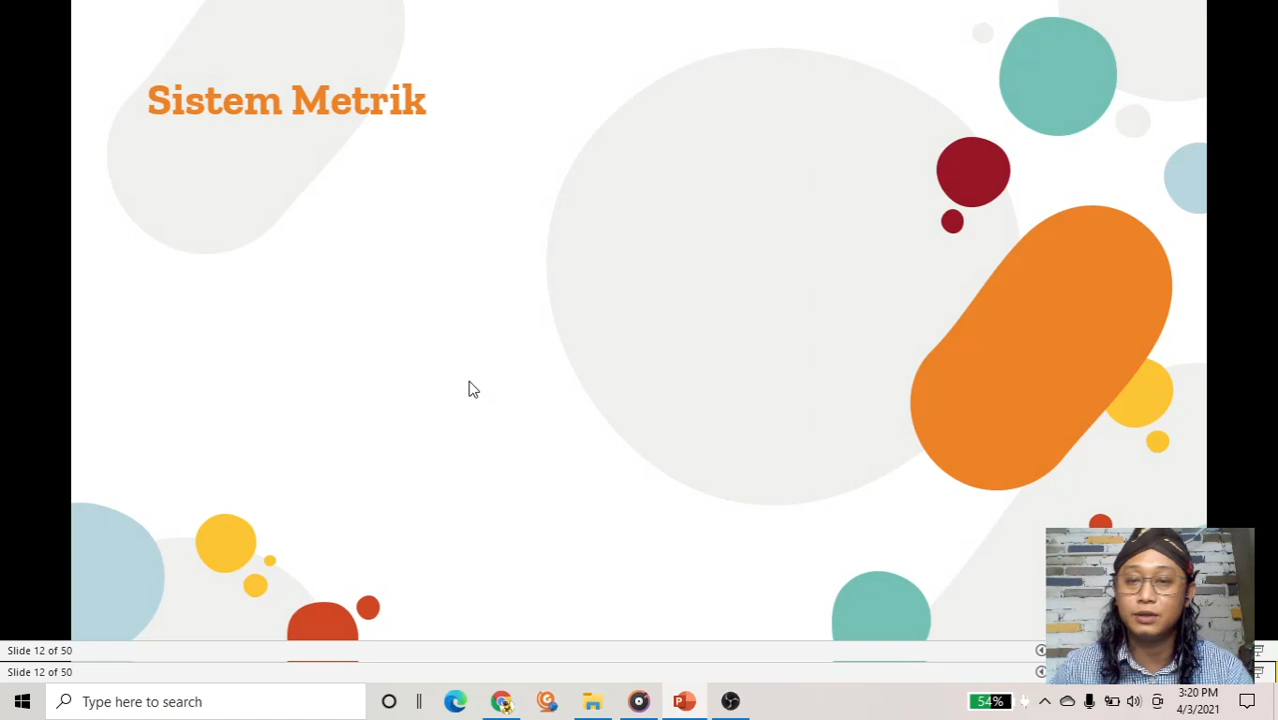 Sistem Metrik
Slide 12 of 50
Slide 12 of 50
Type here to search
54%
3:20 PM
4/3/2021